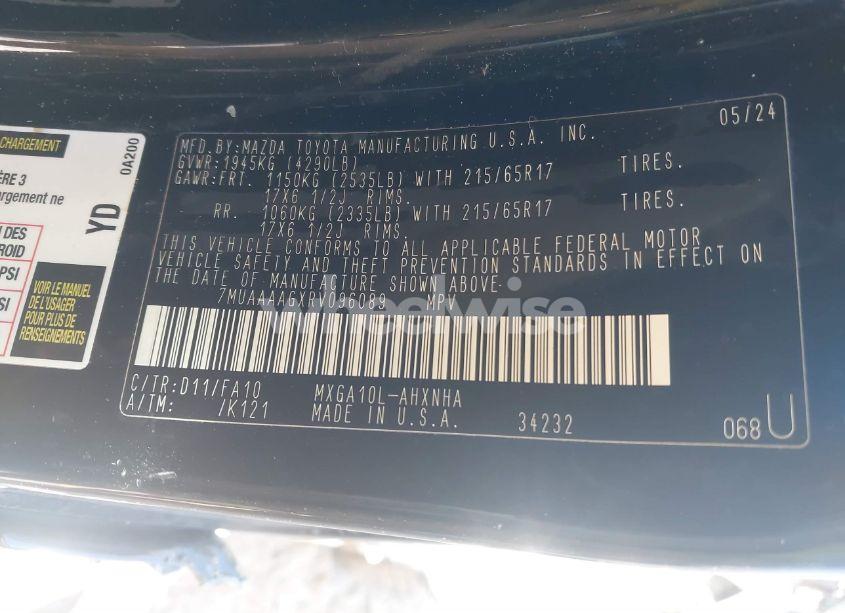 CHARGEMENT
0A200
ÈRE 3
argement ne
YD
DES
ROID
PSI
SI
VOIR LE MANUEL
DE L'USAGER
POUR PLUS DE
RENSEIGNEMENTS
MFD.BY:MAZDA TOYOTA MANUFACTURING U.S.A. INC. 05/24
GVWR:1945KG (4290LB)
GAWR:FRT. 1150KG (2535LB) WITH 215/65R17 TIRES.
17X6 1/2J RIMS.
RR. 1060KG (2335LB) WITH 215/65R17 TIRES.
17X6 1/2J RIMS.
THIS VEHICLE CONFORMS TO ALL APPLICABLE FEDERAL MOTOR
VEHICLE SAFETY AND THEFT PREVENTION STANDARDS IN EFFECT ON
THE DATE OF MANUFACTURE SHOWN ABOVE.
7MUAAAAGXRV096089 MPV
wheelwise
C/TR:D11/FA10 MXGA10L-AHXNHA
A/TM: /K121 MADE IN U.S.A. 34232 068 U